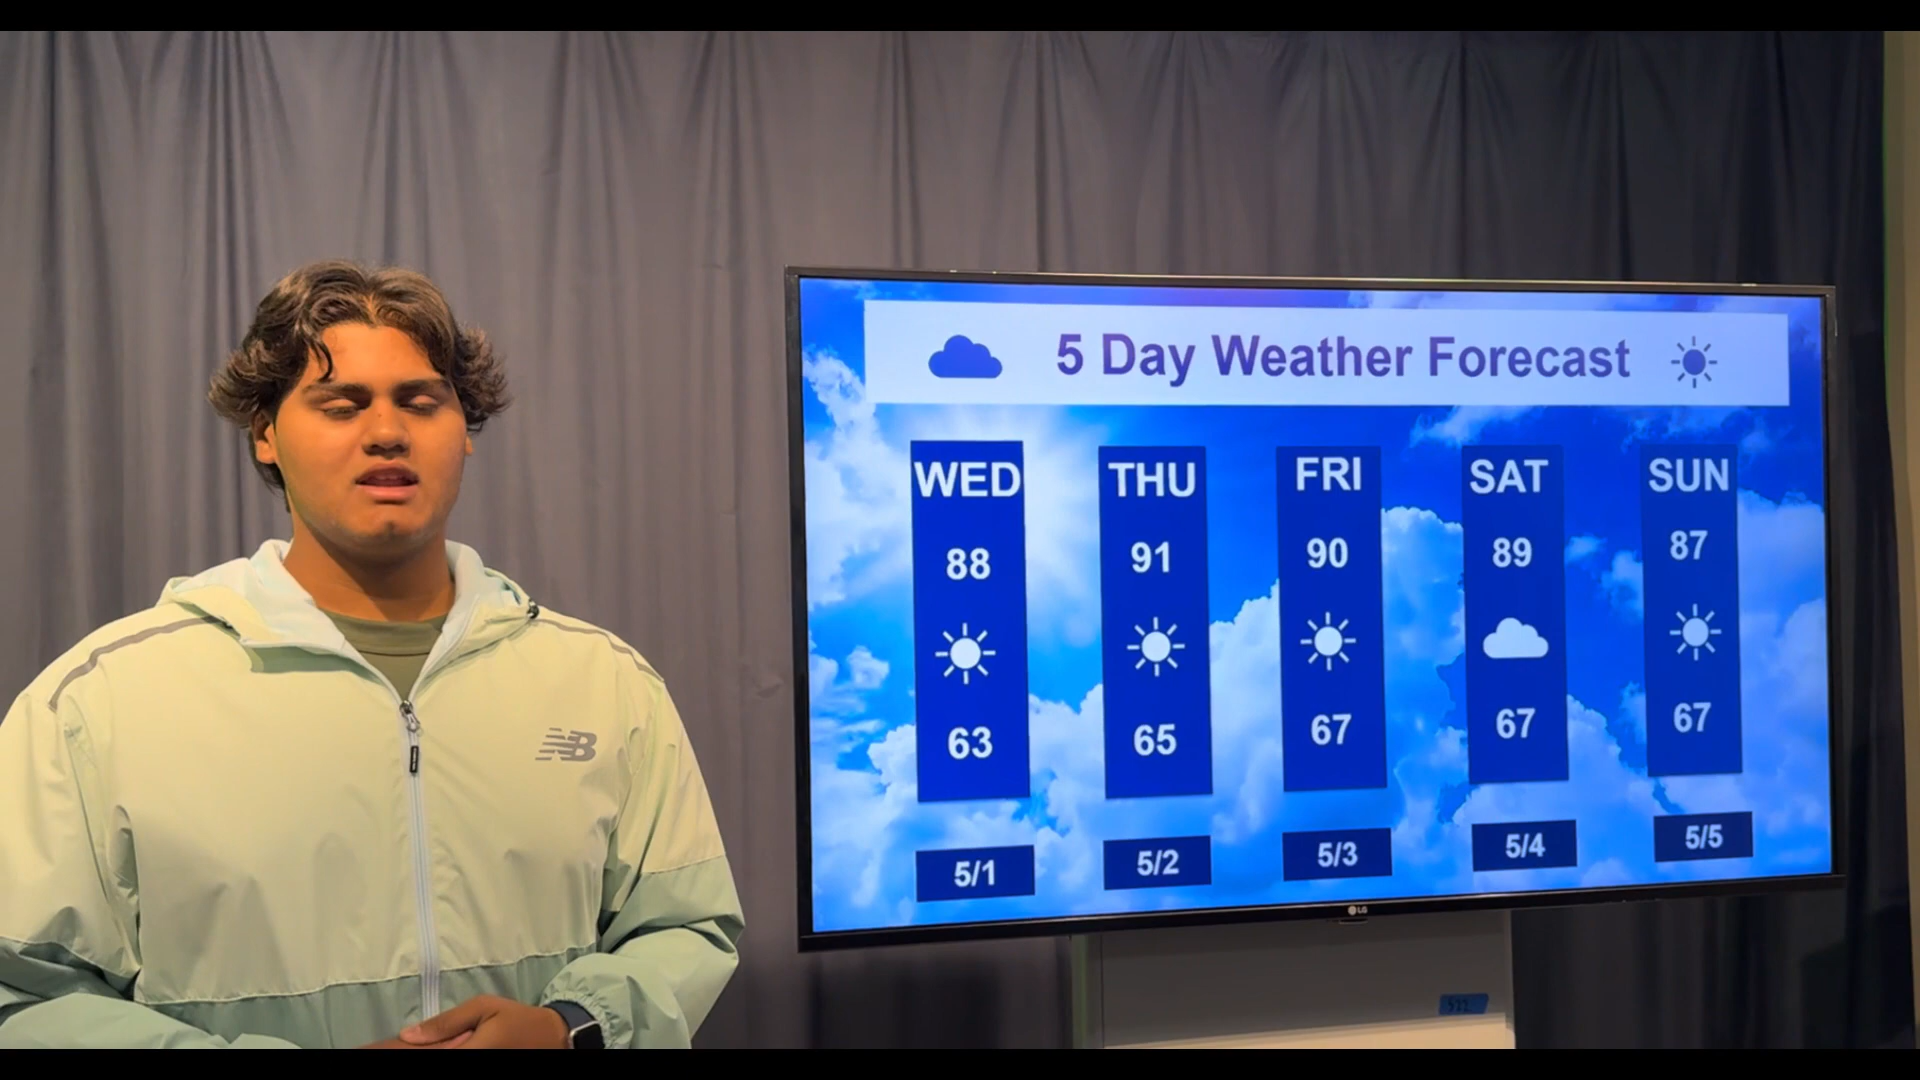 5 Day Weather Forecast
WED THU FRI SAT SUN
88 91 90 89 87
63 65 67 67 67
5/1 5/2 5/3 5/4 5/5
NB
LG